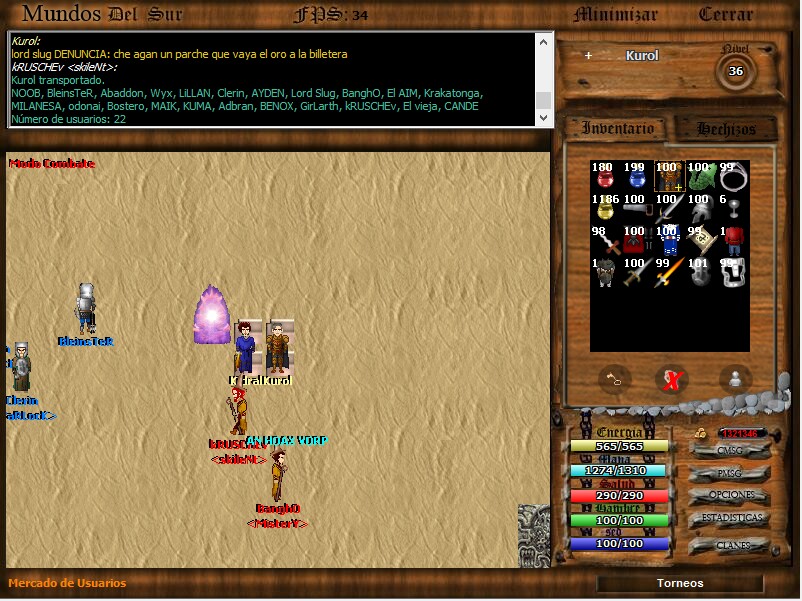 Mundos Del Sur
FPS: 34
Minimizar
Cerrar
Kurol:
lord slug DENUNCIA: che agan un parche que vaya el oro a la billetera
kRUSCHEv <skileNt>:
Kurol transportado.
NOOB, BleinsTeR, Abaddon, Wyx, LiLLAN, Clerin, AYDEN, Lord Slug, BanghO, El AIM, Krakatonga,
MILANESA, odonai, Bostero, MAIK, KUMA, Adbran, BENOX, GirLarth, kRUSCHEv, El vieja, CANDE
Número de usuarios: 22
+ Kurol
Nivel
36
Inventario
Hechizos
180 199 100 100 99
1186 100 100 100 6
98 100 100 99 1
1 100 99 101 99
Modo Combate
BleinsTeR
Clerin
Kurol
kRUSCHEv
<skileNt>
BanghO
<MisterY>
Energia
565/565
Mana
1274/1310
Salud
290/290
Hambre
100/100
sed
100/100
1321346
CMSG
PMSG
OPCIONES
ESTADISTICAS
CLANES
Mercado de Usuarios
Torneos